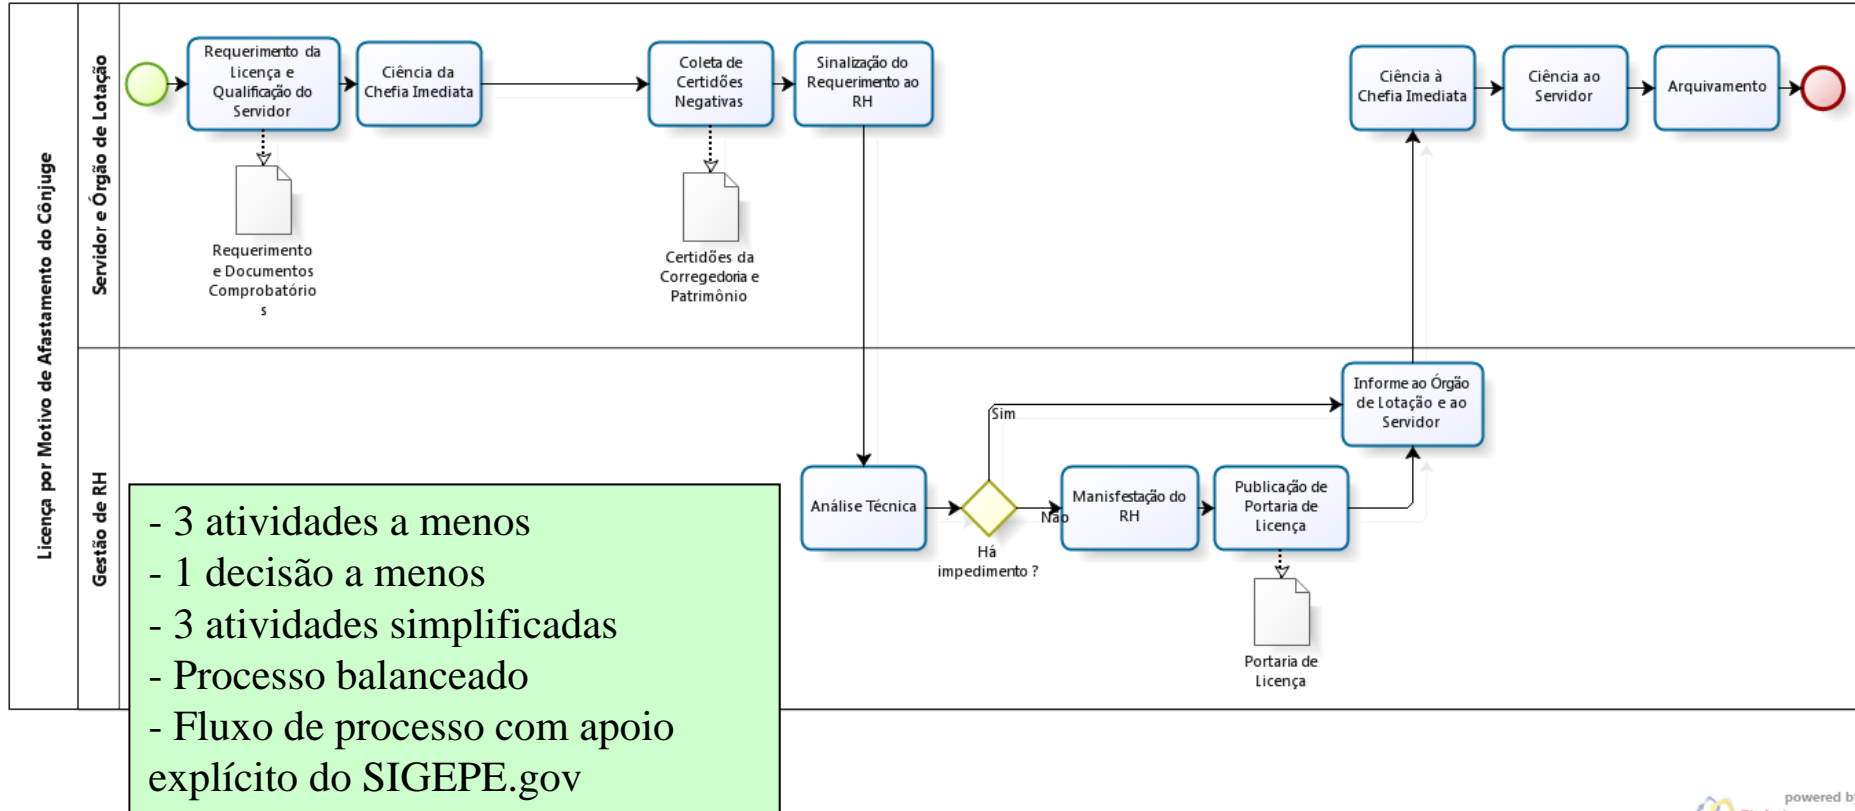 Licença por Motivo de Afastamento do Cônjuge
Servidor e Órgão de Lotação
Requerimento da
Licença e
Qualificação do
Servidor
Ciência da
Chefia Imediata
Coleta de
Certidões
Negativas
Sinalização do
Requerimento ao
RH
Ciência à
Chefia Imediata
Ciência ao
Servidor
Arquivamento
Requerimento
e Documentos
Comprobatório
s
Certidões da
Corregedoria e
Patrimônio
Gestão de RH
Informe ao Órgão
de Lotação e ao
Servidor
Sim
Análise Técnica
Há
impedimento ?
Não
Manisfestação do
RH
Publicação de
Portaria de
Licença
Portaria de
Licença
- 3 atividades a menos
- 1 decisão a menos
- 3 atividades simplificadas
- Processo balanceado
- Fluxo de processo com apoio
explícito do SIGEPE.gov
powered by